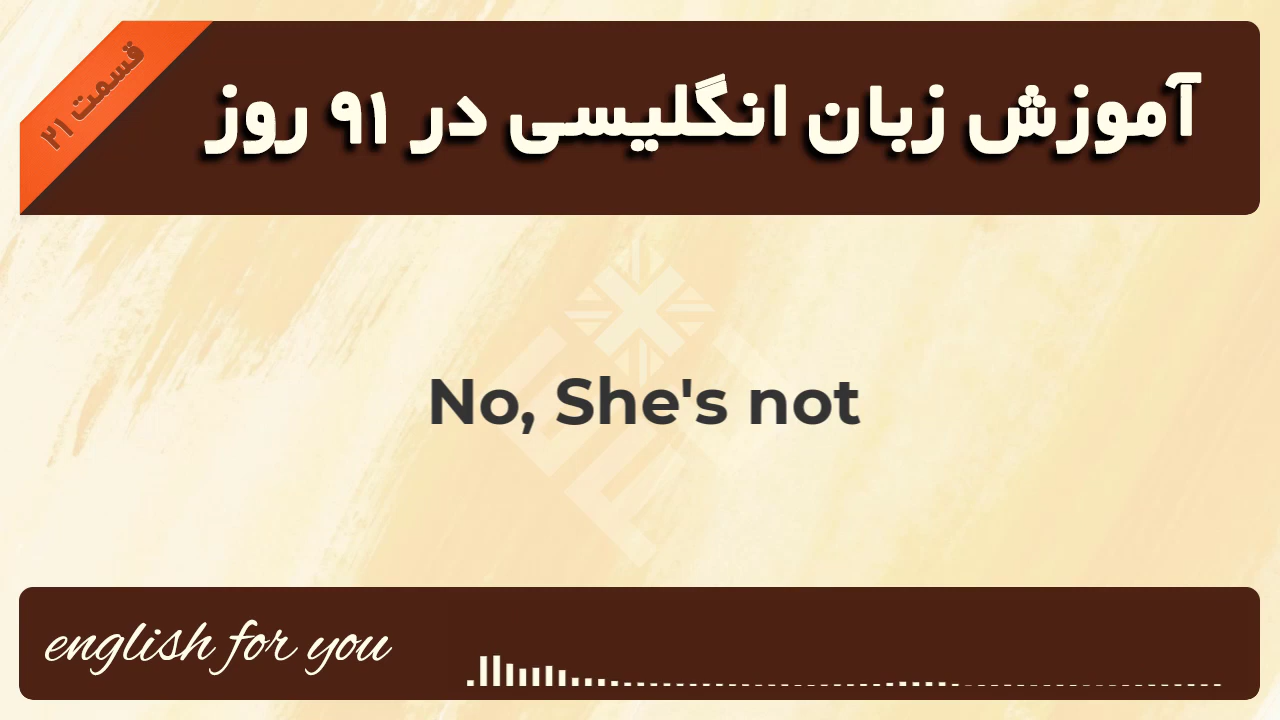 قسمت ۲۱
آموزش زبان انگلیسی در ۹۱ روز
No, She's not
english for you